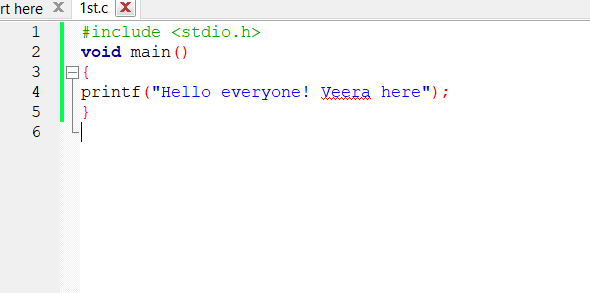 rt here 1st.c
1 #include <stdio.h>
2 void main()
3 {
4 printf("Hello everyone! Veera here");
5 }
6